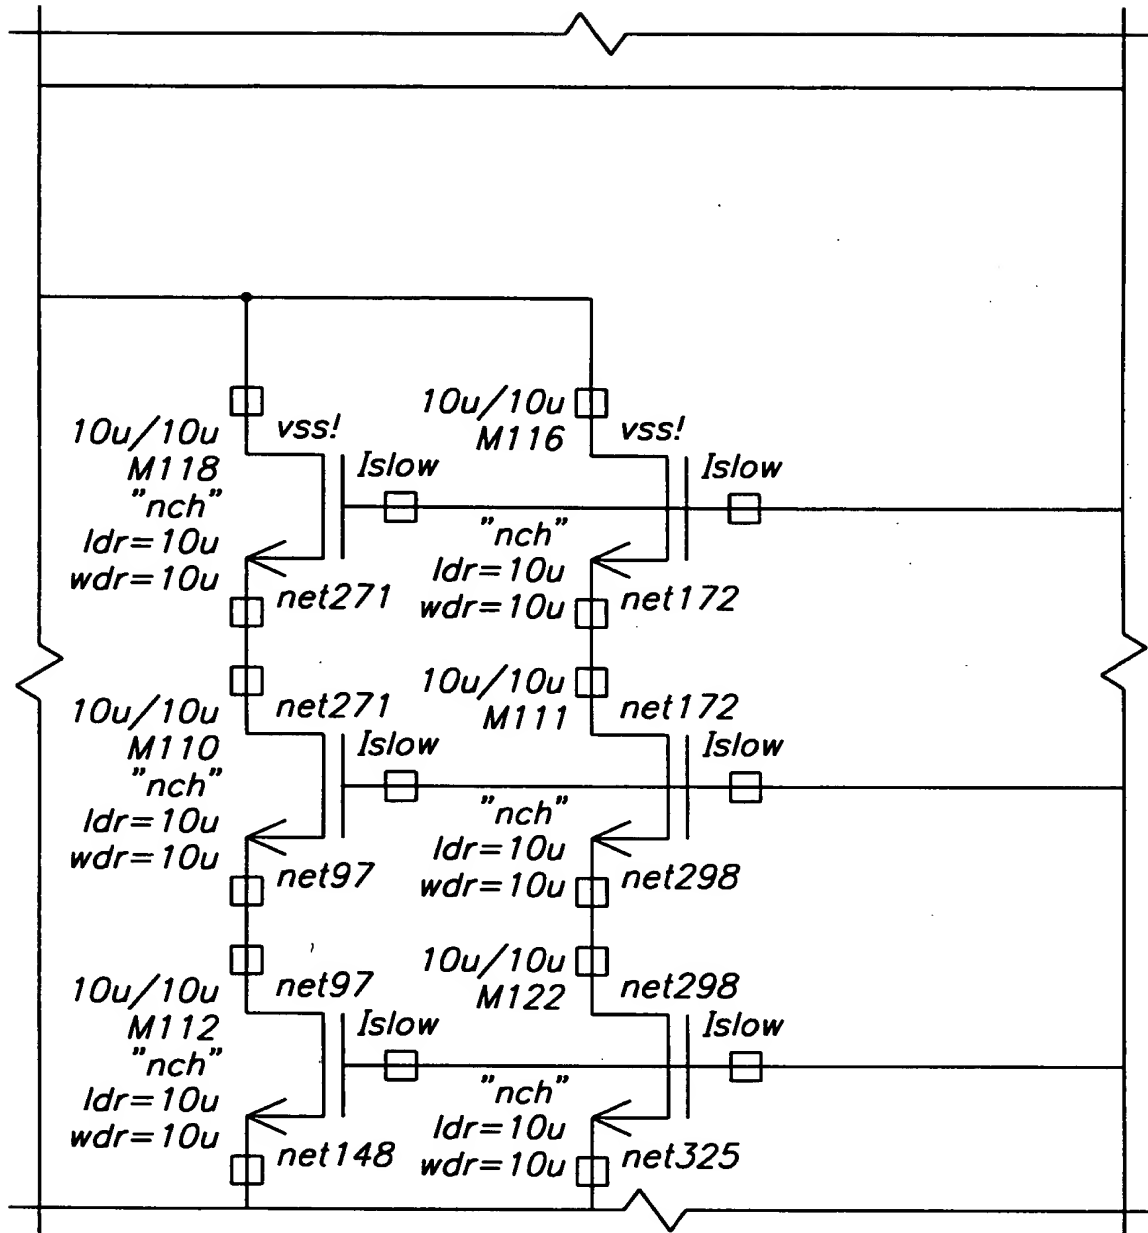 10u/10u
M118
"nch"
ldr=10u
wdr=10u
vss!
Islow
net271
10u/10u
M116
"nch"
ldr=10u
wdr=10u
vss!
Islow
net172
10u/10u
M110
"nch"
ldr=10u
wdr=10u
net271
Islow
net97
10u/10u
M111
"nch"
ldr=10u
wdr=10u
net172
Islow
net298
10u/10u
M112
"nch"
ldr=10u
wdr=10u
net97
Islow
net148
10u/10u
M122
"nch"
ldr=10u
wdr=10u
net298
Islow
net325